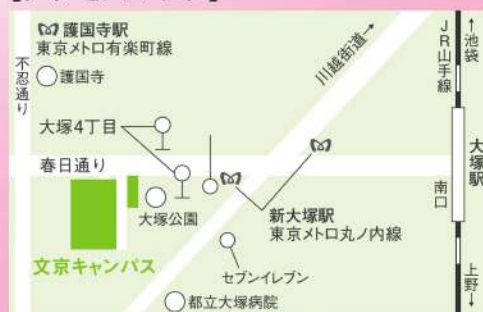 護国寺駅
東京メトロ有楽町線
護国寺
不忍通り
川越街道→
JR山手線
↑池袋
大塚4丁目
春日通り
大塚駅
南口
大塚公園
新大塚駅
東京メトロ丸ノ内線
文京キャンパス
セブンイレブン
都立大塚病院
上野↓